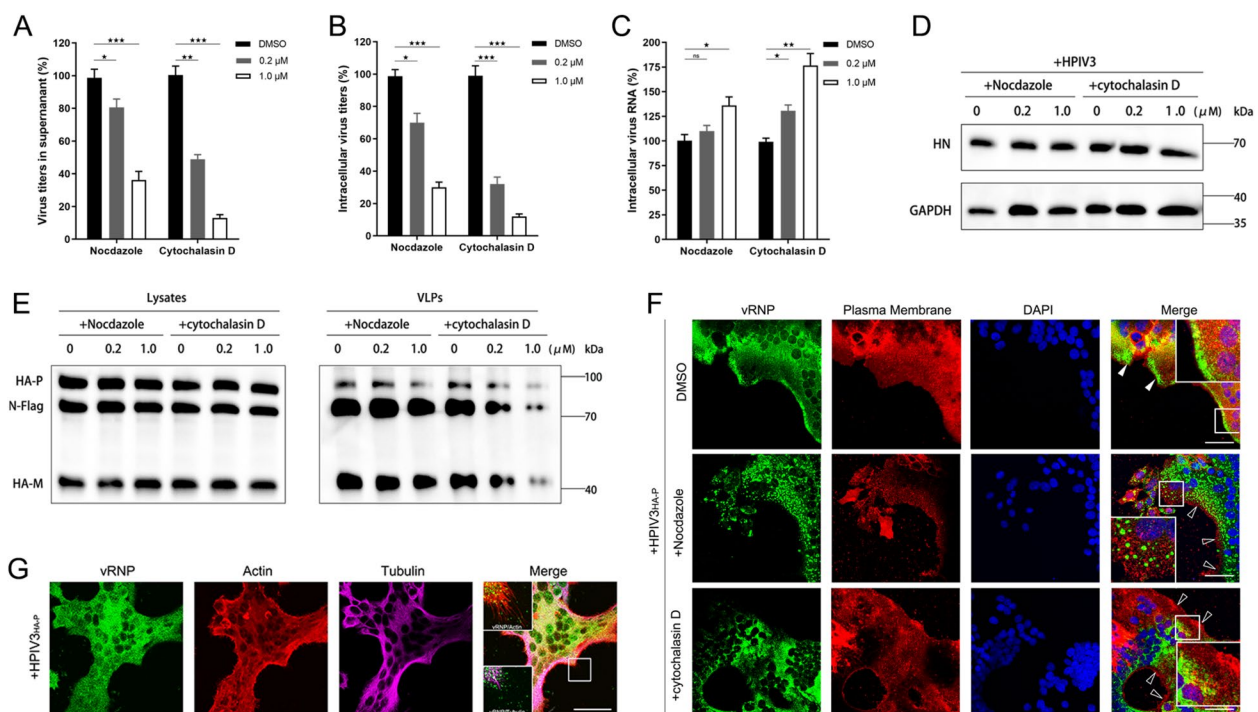 A
Virus titers in supernanant (%)
120
100
80
60
40
20
0
*** ***
* **
DMSO
0.2 μM
1.0 μM
Nocdazole Cytochalasin D
B
Intracellular virus titers (%)
120
100
80
60
40
20
0
*** ***
* ***
DMSO
0.2 μM
1.0 μM
Nocdazole Cytochalasin D
C
Intracellular virus RNA (%)
200
175
150
125
100
75
50
25
0
* **
ns *
DMSO
0.2 μM
1.0 μM
Nocdazole Cytochalasin D
D
+HPIV3
+Nocdazole +cytochalasin D
0 0.2 1.0 0 0.2 1.0 (μM) kDa
HN 70
GAPDH 40
35
E
Lysates VLPs
+Nocdazole +cytochalasin D +Nocdazole +cytochalasin D
0 0.2 1.0 0 0.2 1.0 0 0.2 1.0 0 0.2 1.0 (μM) kDa
HA-P 100
N-Flag 70
HA-M 40
F
vRNP Plasma Membrane DAPI Merge
+HPIV3HA-P
DMSO
+Nocdazole
+cytochalasin D
G
vRNP Actin Tubulin Merge
+HPIV3HA-P
vRNP/Actin